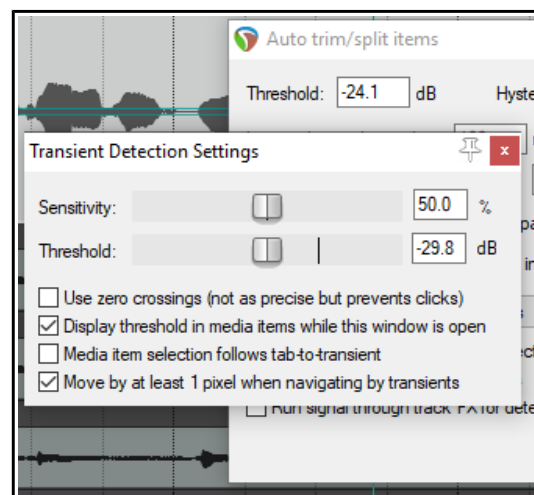 Auto trim/split items
Threshold: -24.1 dB Hyste
Transient Detection Settings
Sensitivity: 50.0 %
Threshold: -29.8 dB
Use zero crossings (not as precise but prevents clicks)
Display threshold in media items while this window is open
Media item selection follows tab-to-transient
Move by at least 1 pixel when navigating by transients
Run signal through track FX for dete